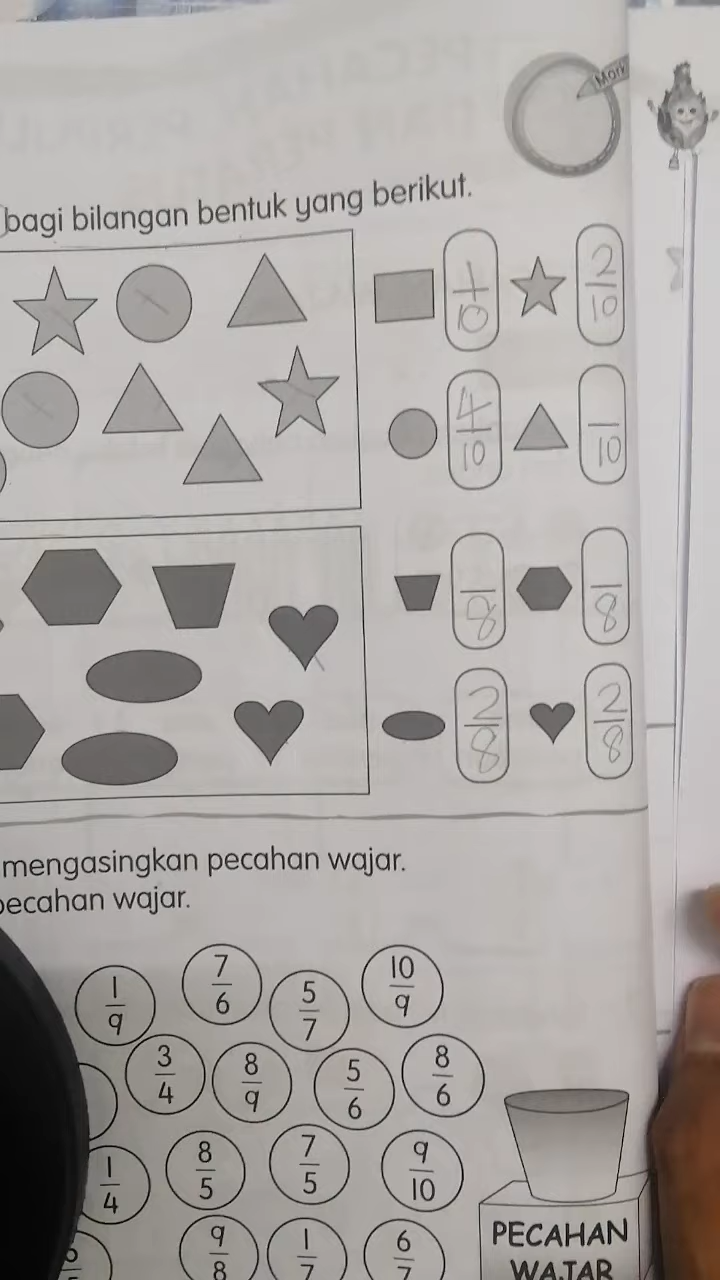 Mark
bagi bilangan bentuk yang berikut.
1/10 2/10
4/10 /10
/8 /8
2/8 2/8
mengasingkan pecahan wajar.
pecahan wajar.
1/9 7/6 5/7 10/9
3/4 8/9 5/6 8/6
1/4 8/5 7/5 9/10
9/8 1/7 6/7
PECAHAN
WAJAR